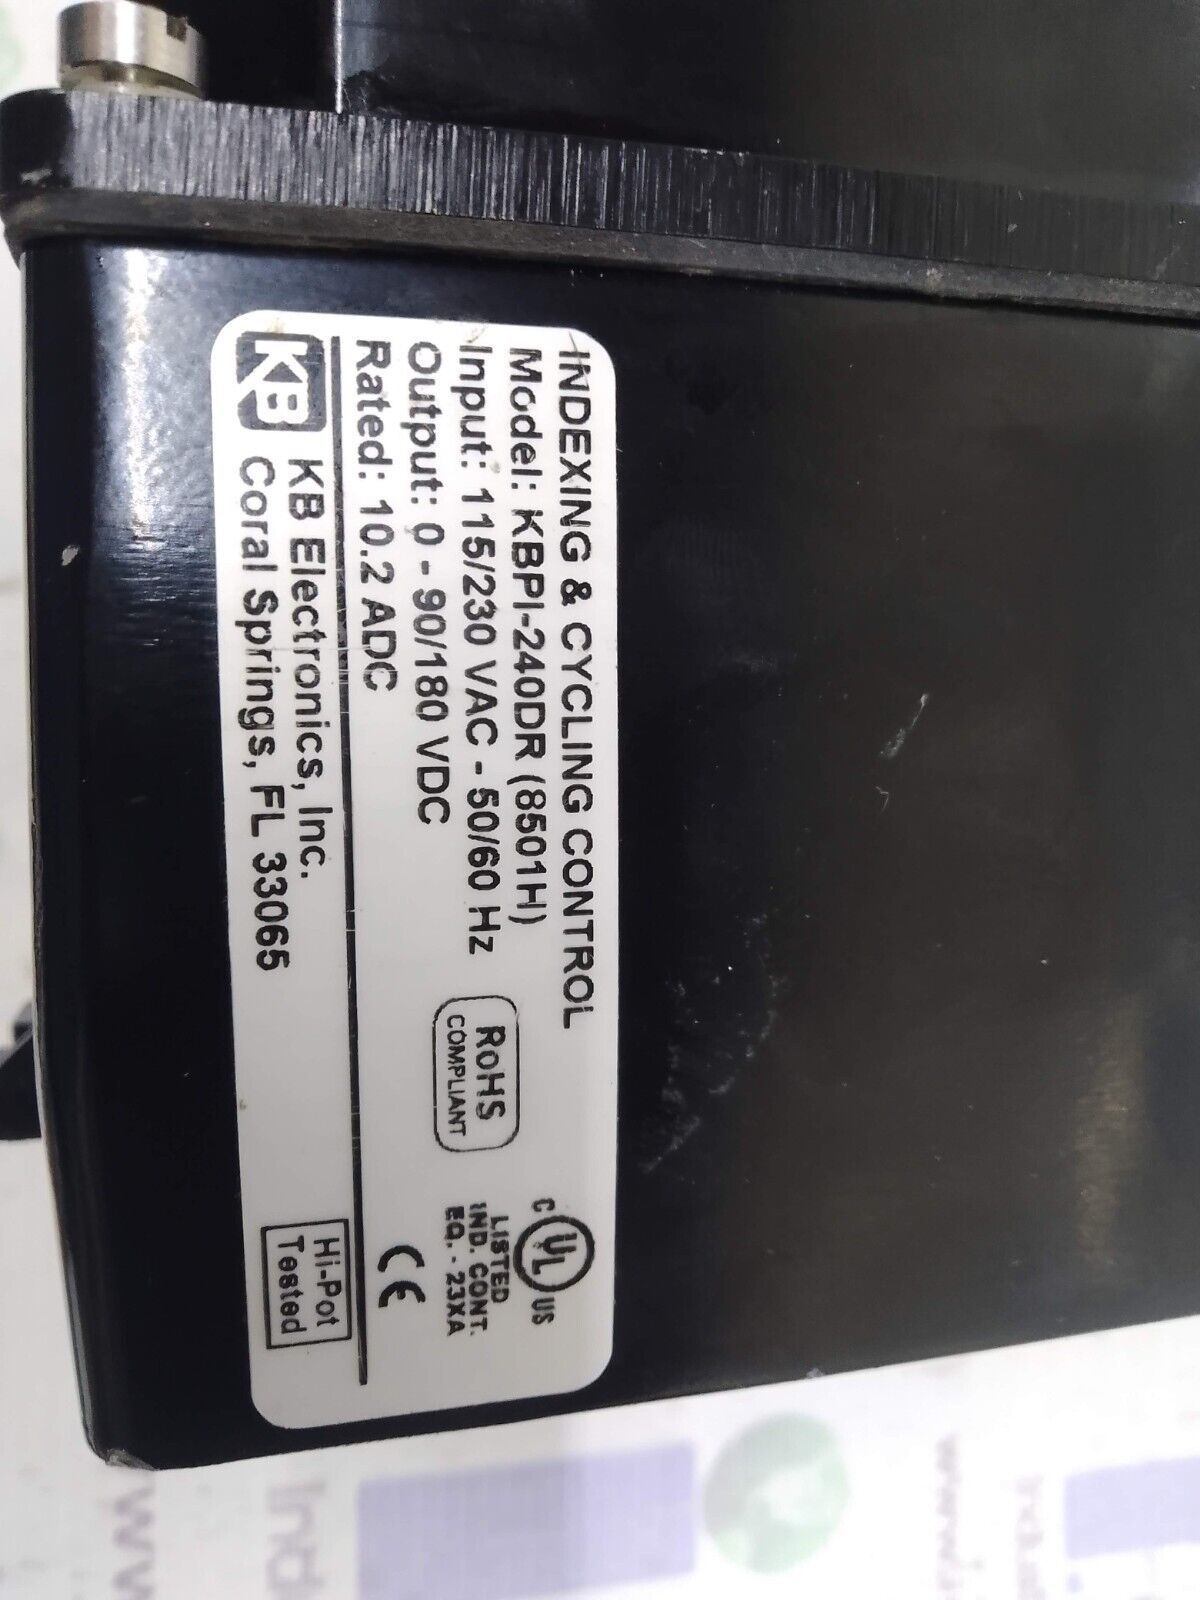 INDEXING & CYCLING CONTROL
Model: KBPI-240DR (8501H)
Input: 115/230 VAC - 50/60 Hz
Output: 0 - 90/180 VDC
Rated: 10.2 ADC
RoHS
COMPLIANT
C UL US
LISTED
IND. CONT.
EQ. - 23XA
CE
KB
KB Electronics, Inc.
Coral Springs, FL 33065
Hi-Pot
Tested